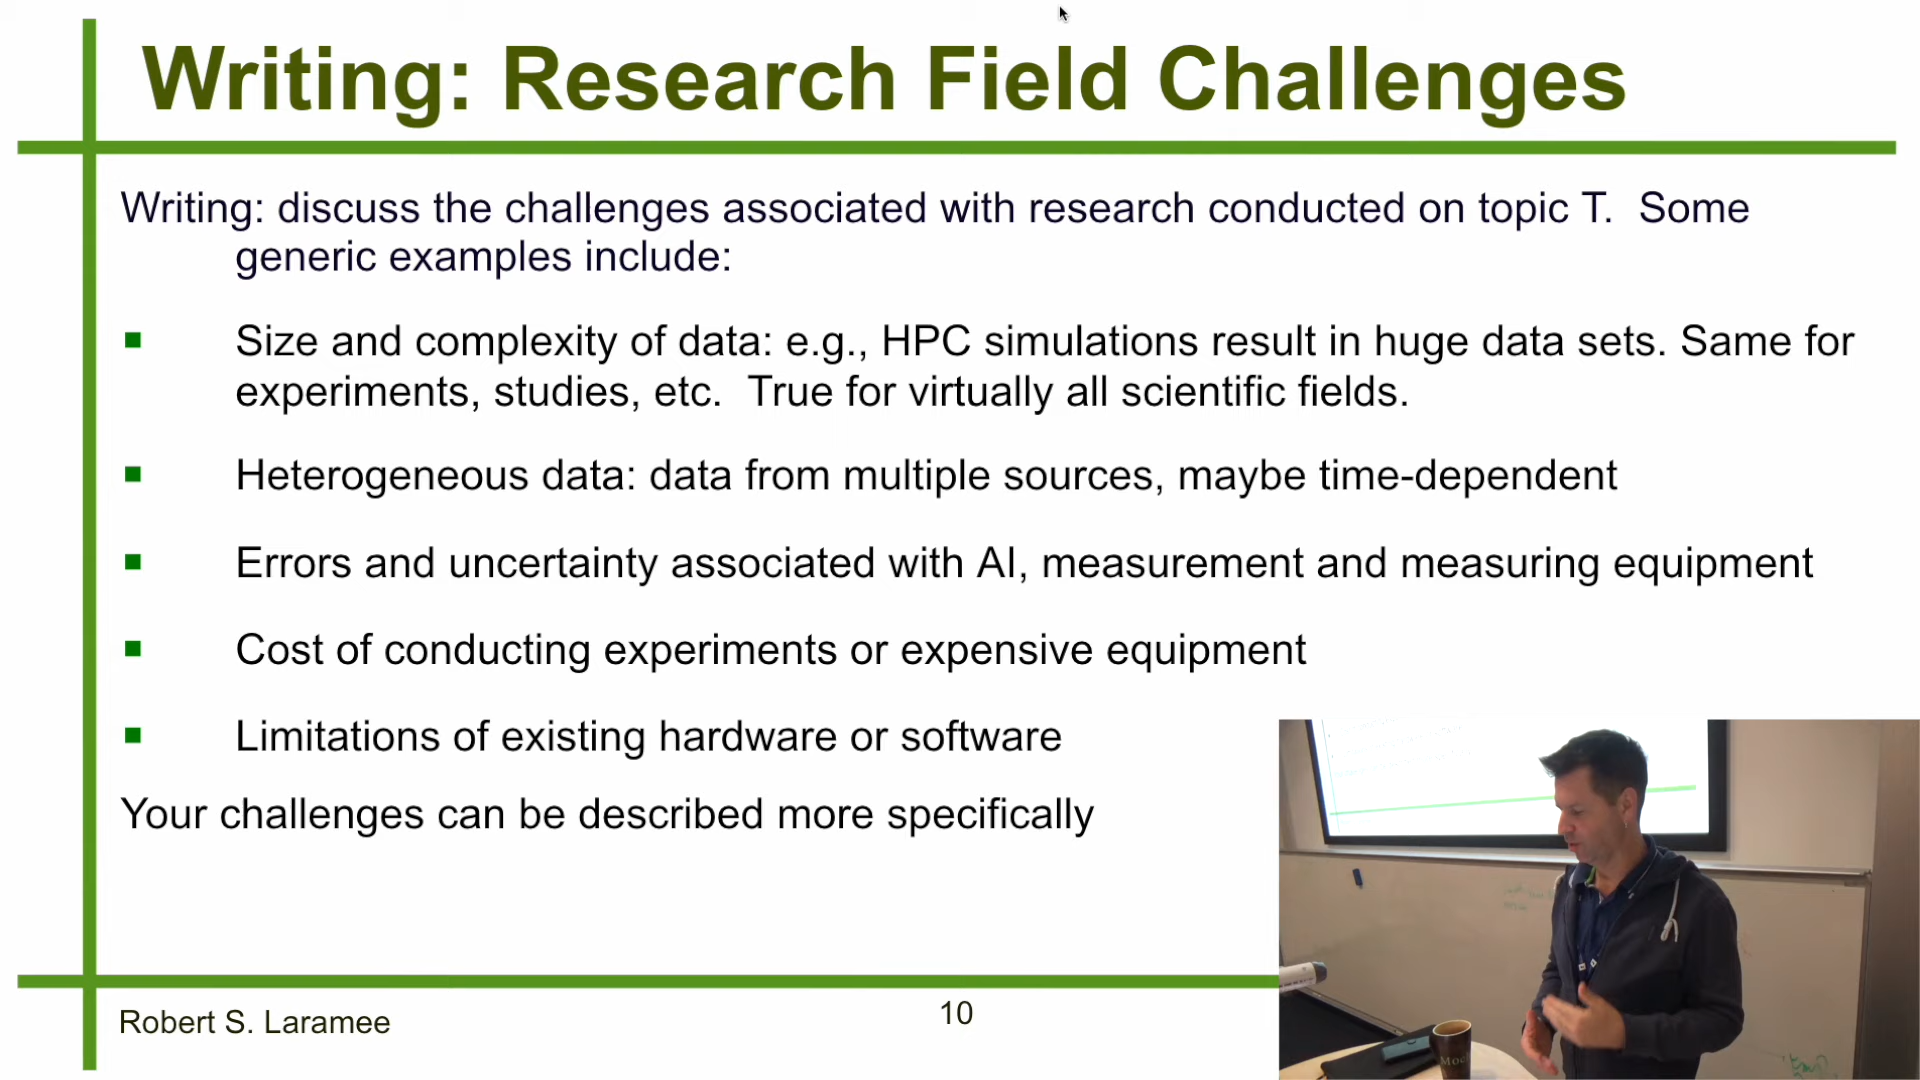 Writing: Research Field Challenges
Writing: discuss the challenges associated with research conducted on topic T. Some
generic examples include:
Size and complexity of data: e.g., HPC simulations result in huge data sets. Same for
experiments, studies, etc. True for virtually all scientific fields.
Heterogeneous data: data from multiple sources, maybe time-dependent
Errors and uncertainty associated with AI, measurement and measuring equipment
Cost of conducting experiments or expensive equipment
Limitations of existing hardware or software
Your challenges can be described more specifically
Robert S. Laramee
10